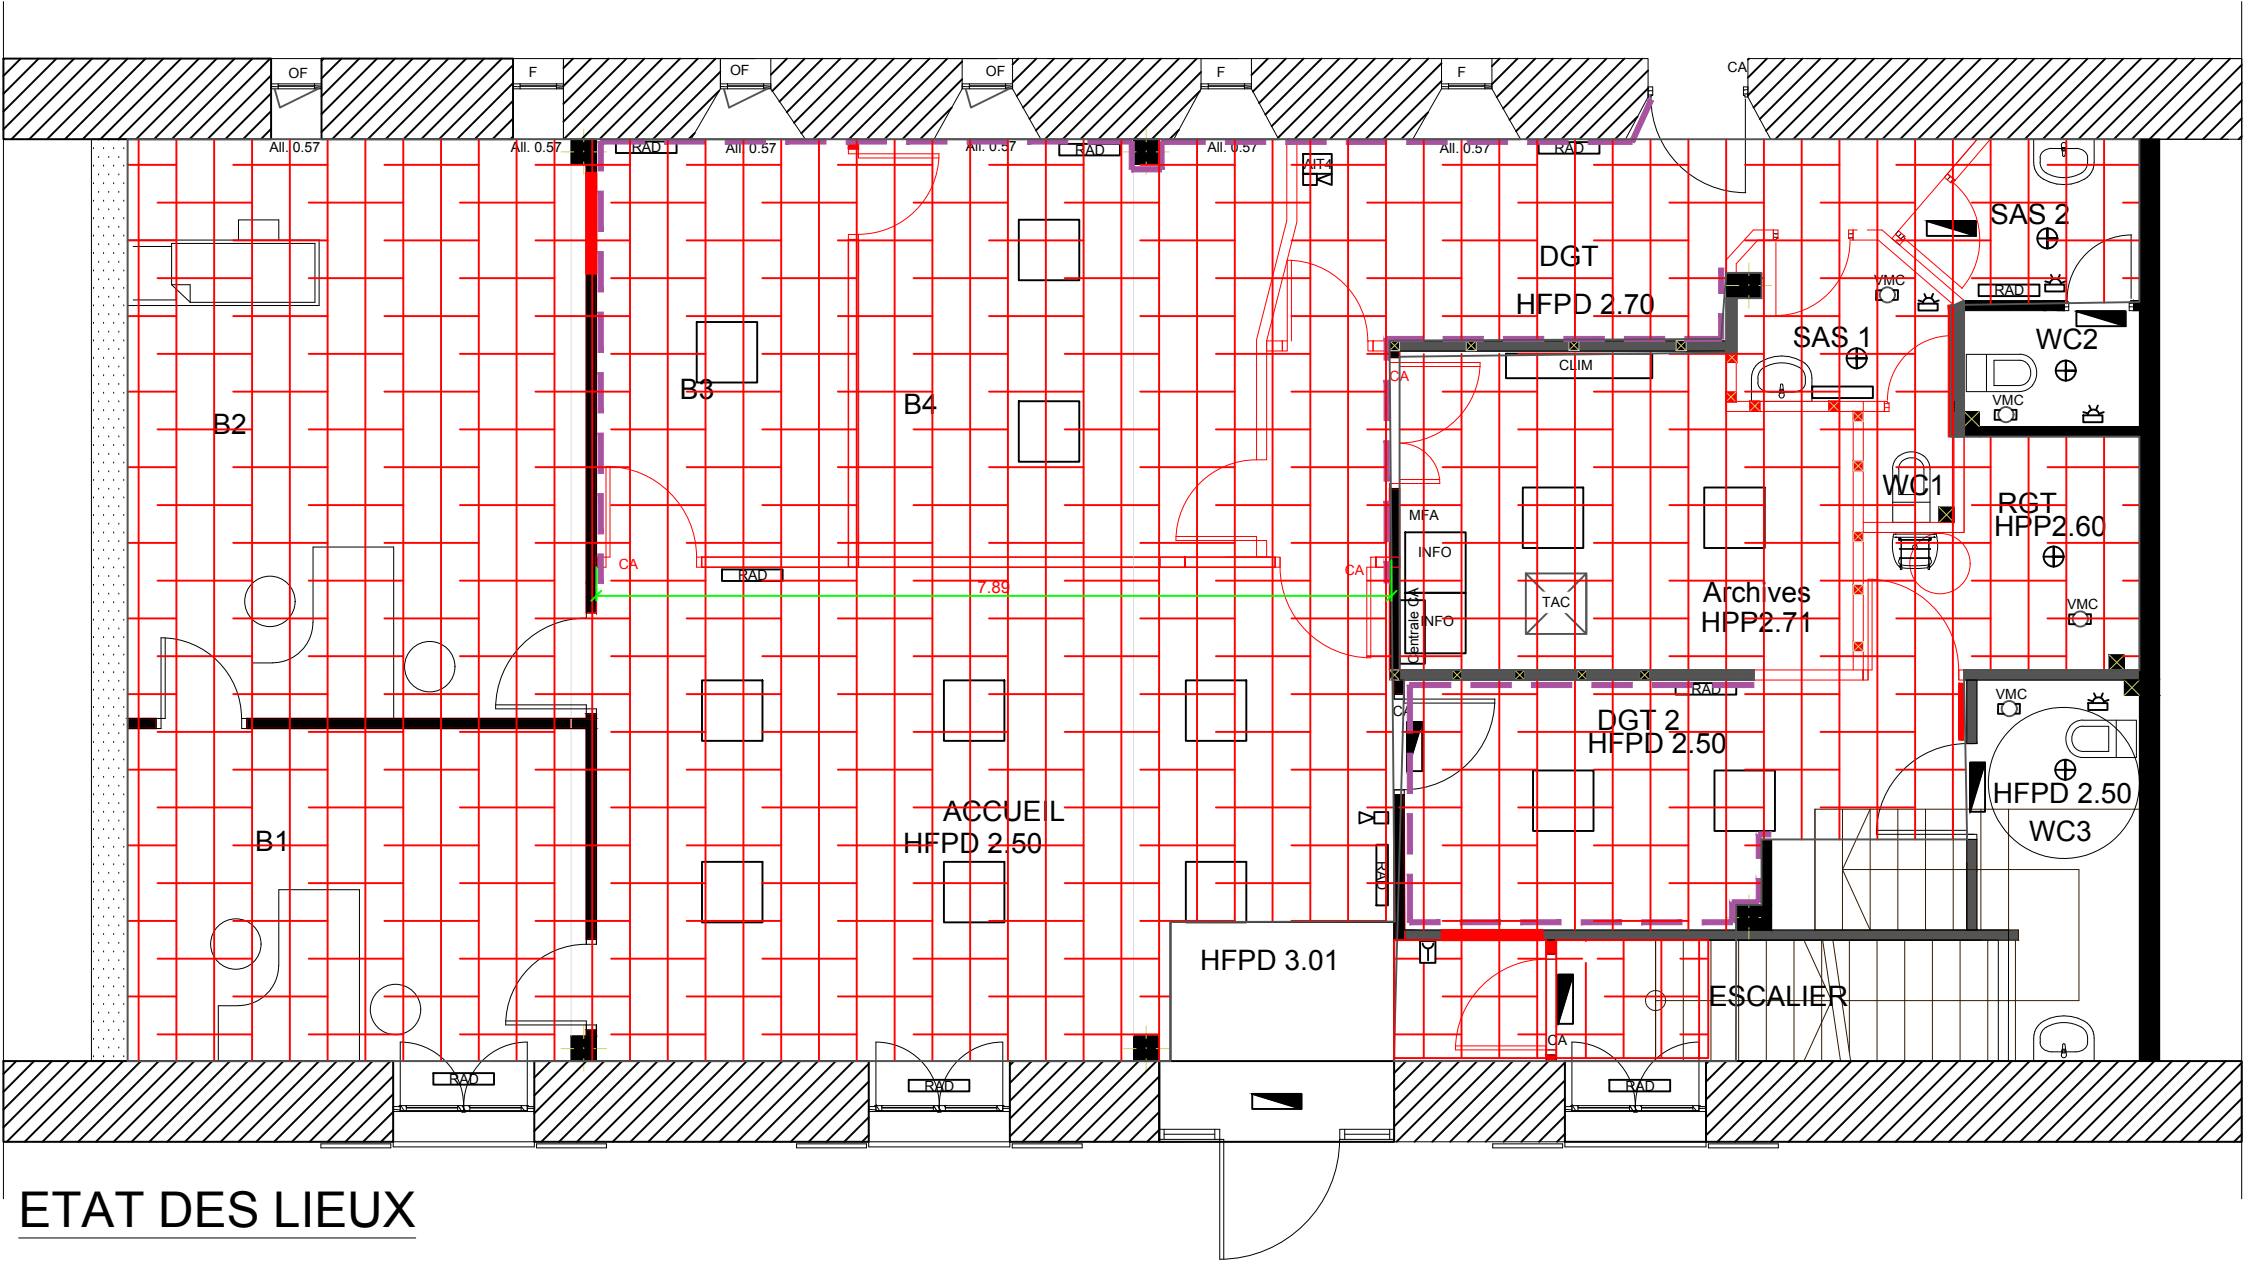 OF
F
OF
OF
F
F
CA
All. 0.57
All. 0.57
RAD
All. 0.57
All. 0.57
RAD
All. 0.57
AIT4
All. 0.57
RAD
SAS 2
DGT
HFPD 2.70
VMC
RAD
SAS 1
WC2
CLIM
CA
B3
B4
B2
VMC
WC1
RGT
HPP2.60
MFA
INFO
CA
CA
RAD
7.89
Archives
HPP2.71
TAC
INFO
Centrale CA
VMC
RAD
VMC
CA
DGT 2
HFPD 2.50
HFPD 2.50
WC3
ACCUEIL
HFPD 2.50
B1
RAD
HFPD 3.01
ESCALIER
CA
RAD
RAD
RAD
ETAT DES LIEUX